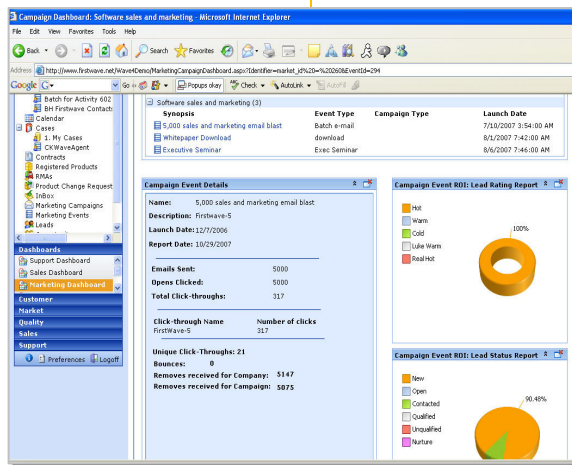 Campaign Dashboard: Software sales and marketing - Microsoft Internet Explorer
File Edit View Favorites Tools Help
Back Search Favorites
Address http://www.firstwave.net/Wave4Demo/MarketingCampaignDashboard.aspx?Identifier=market_id%20=%20260&EventId=294
Google G Go Popups okay Check AutoLink AutoFill
Batch for Activity 602
BH Firstwave Contacts
Calendar
Cases
1. My Cases
CKWaveAgent
Contracts
Registered Products
RMAs
Product Change Request
InBox
Marketing Campaigns
Marketing Events
Leads
Dashboards
Support Dashboard
Sales Dashboard
Marketing Dashboard
Customer
Market
Quality
Sales
Support
Preferences Logoff
Software sales and marketing (3)
Synopsis Event Type Campaign Type Launch Date
5,000 sales and marketing email blast Batch e-mail 7/10/2007 3:54:00 AM
Whitepaper Download download 8/1/2007 7:42:00 AM
Executive Seminar Exec Seminar 8/6/2007 7:46:00 AM
Campaign Event Details
Name: 5,000 sales and marketing email blast
Description: Firstwave-5
Launch Date: 12/7/2006
Report Date: 10/29/2007
Emails Sent: 5000
Opens Clicked: 5000
Total Click-throughs: 317
Click-through Name Number of clicks
FirstWave-5 317
Unique Click-Throughs: 21
Bounces: 0
Removes received for Company: 5147
Removes received for Campaign: 5075
Campaign Event ROI: Lead Rating Report
Hot
Warm
Cold
Luke Warm
Real Hot
100%
Campaign Event ROI: Lead Status Report
New
Open
Contacted
Qualified
Unqualified
Nurture
90.48%